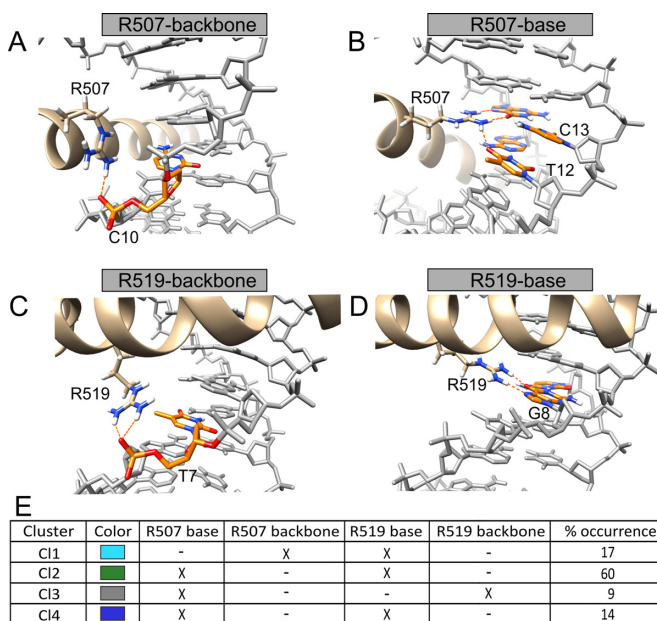 R507-backbone
R507-base
A
B
R507
R507
C13
T12
C10
R519-backbone
R519-base
C
D
R519
R519
G8
T7
E
Cluster Color R507 base R507 backbone R519 base R519 backbone % occurrence
Cl1 - X X - 17
Cl2 X - X - 60
Cl3 X - - X 9
Cl4 X - X - 14